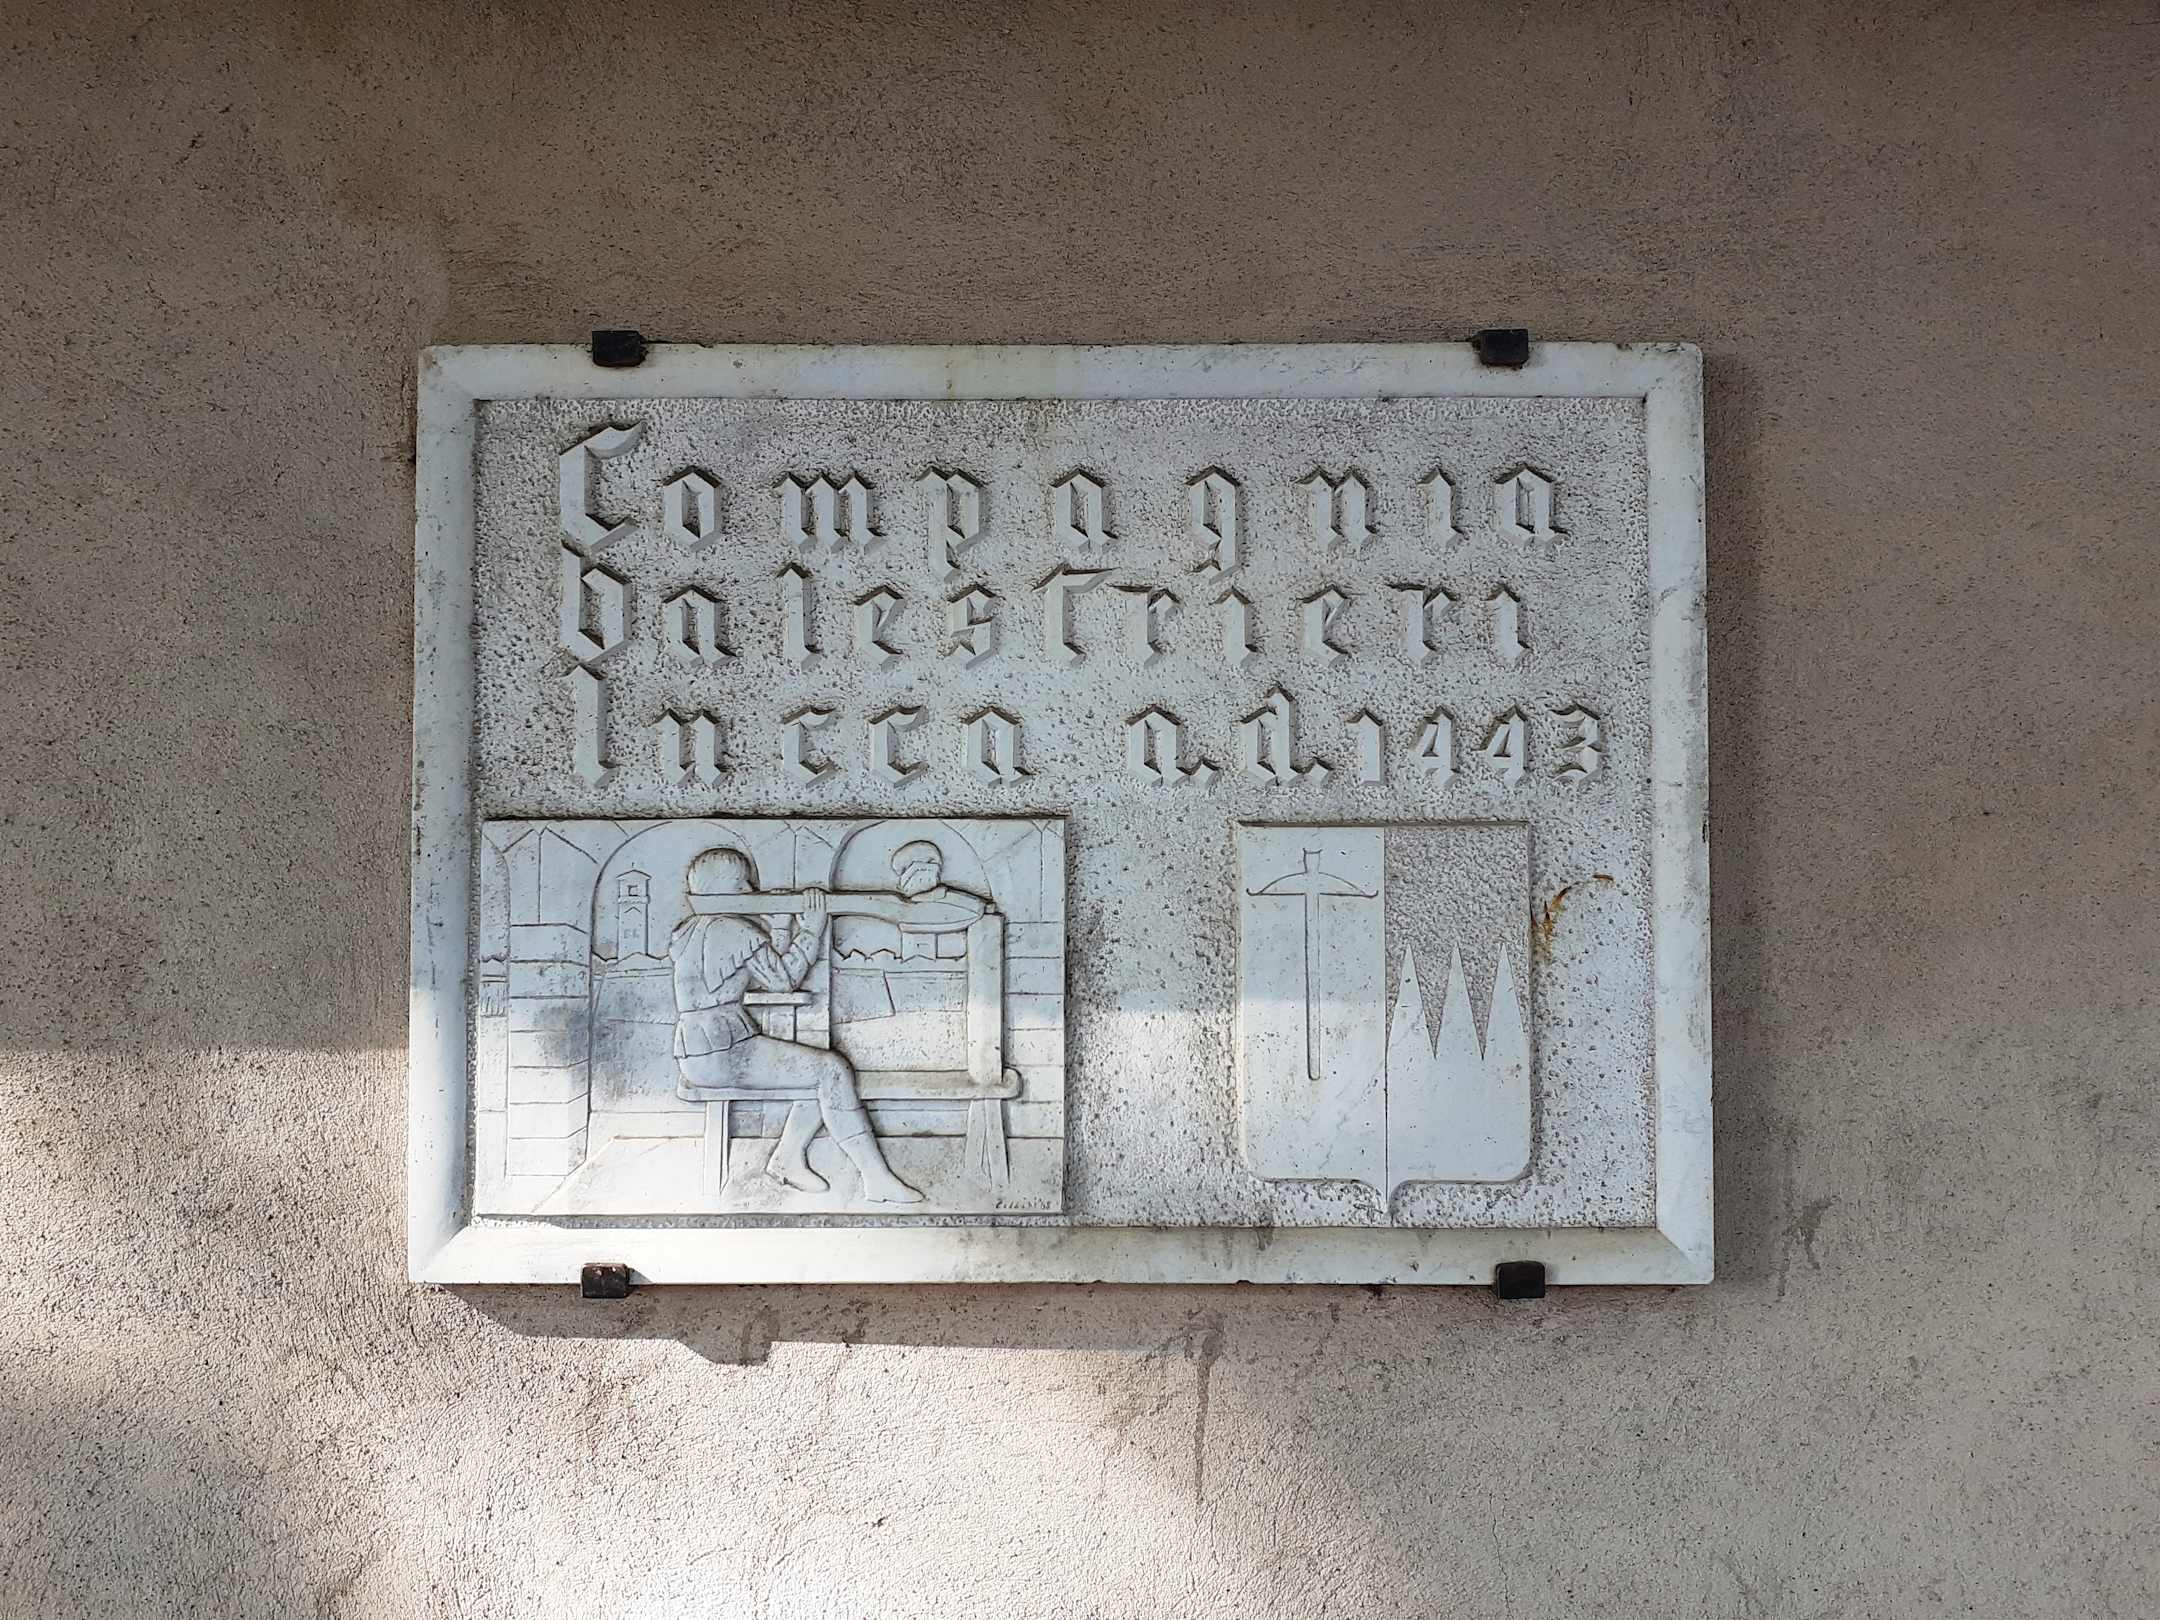 Compagnia
balestrieri
lucca a.d. 1443